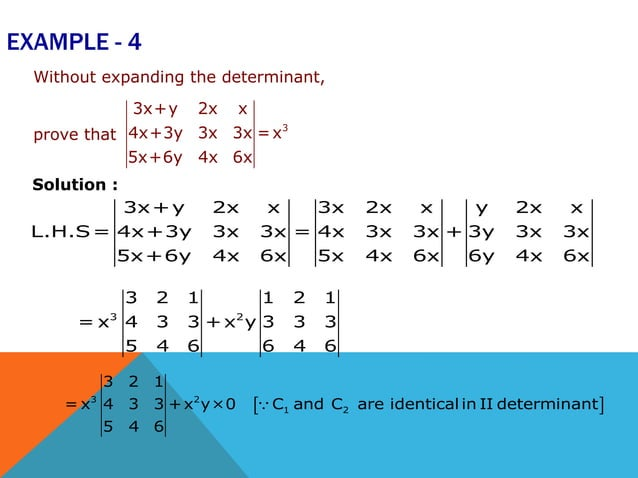 EXAMPLE - 4
Without expanding the determinant,
3x+y 2x x
prove that 4x+3y 3x 3x = x³
5x+6y 4x 6x
Solution :
3x+y 2x x 3x 2x x y 2x x
L.H.S = 4x+3y 3x 3x = 4x 3x 3x + 3y 3x 3x
5x+6y 4x 6x 5x 4x 6x 6y 4x 6x
3 2 1 1 2 1
= x³ 4 3 3 + x²y 3 3 3
5 4 6 6 4 6
3 2 1
= x³ 4 3 3 + x²y×0 [∵ C₁ and C₂ are identical in II determinant]
5 4 6